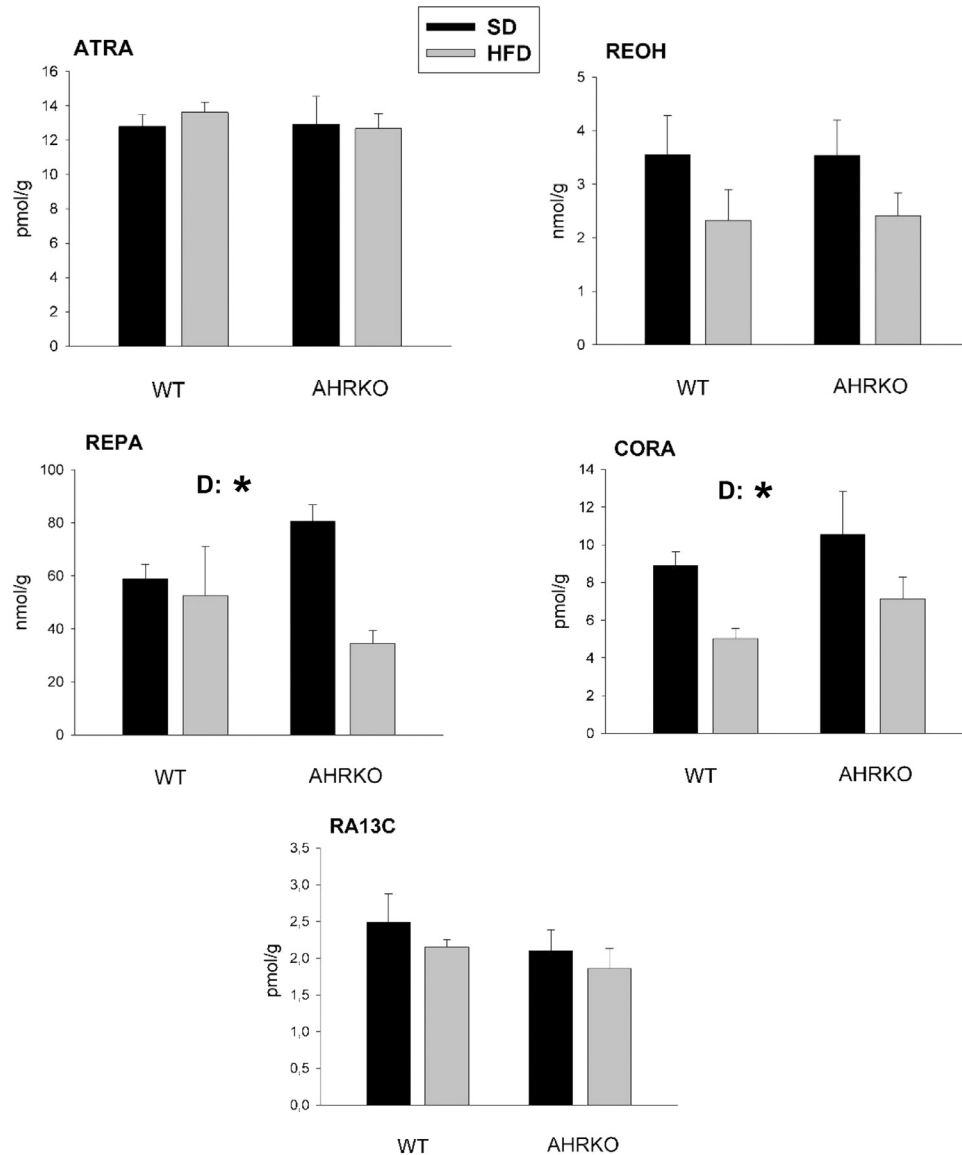 SD
HFD
ATRA
16
14
12
10
8
6
4
2
0
pmol/g
WT AHRKO
REOH
5
4
3
2
1
0
nmol/g
WT AHRKO
REPA
D: *
100
80
60
40
20
0
nmol/g
WT AHRKO
CORA
D: *
14
12
10
8
6
4
2
0
pmol/g
WT AHRKO
RA13C
3,5
3,0
2,5
2,0
1,5
1,0
0,5
0,0
pmol/g
WT AHRKO